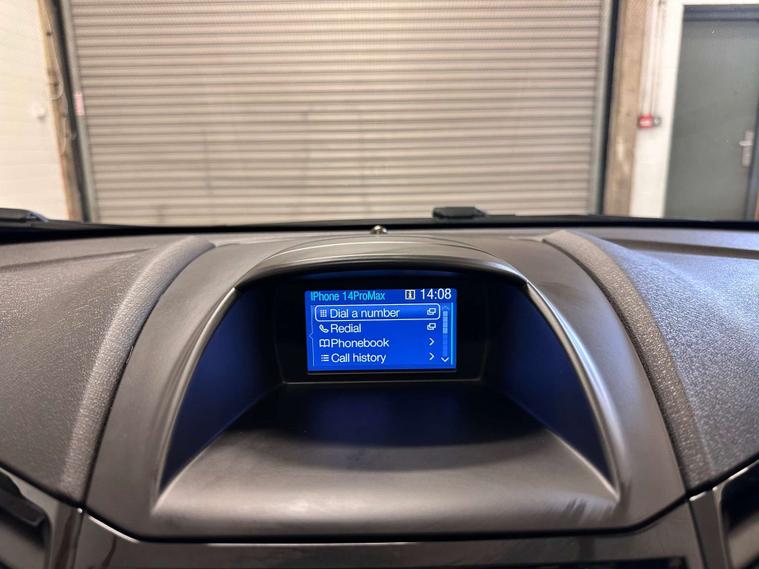 IPhone 14ProMax 14:08
Dial a number
Redial
Phonebook
Call history